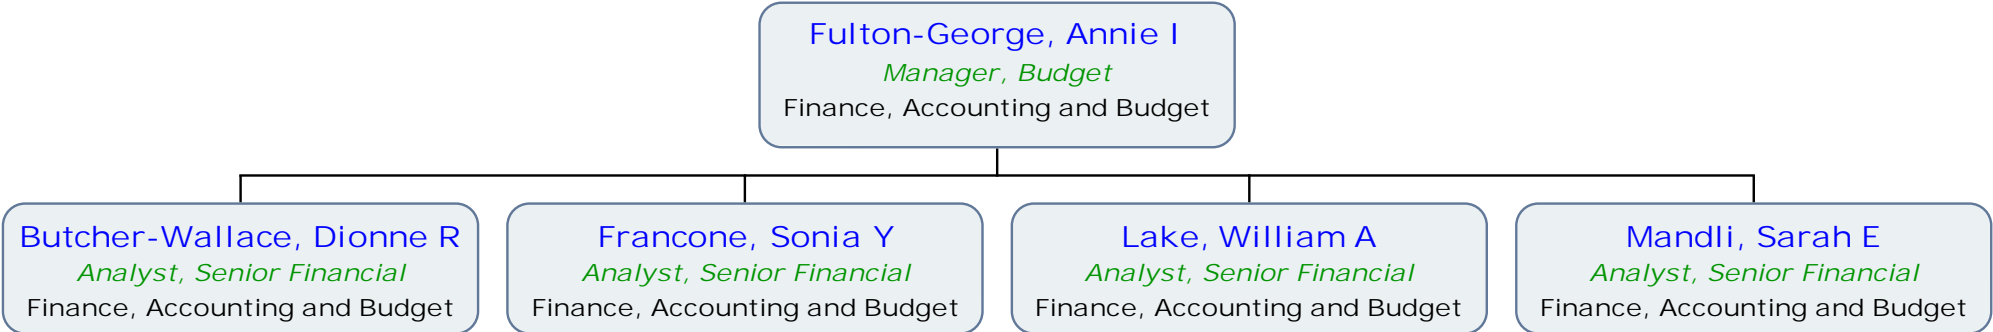 Fulton-George, Annie I
Manager, Budget
Finance, Accounting and Budget
Butcher-Wallace, Dionne R
Analyst, Senior Financial
Finance, Accounting and Budget
Francone, Sonia Y
Analyst, Senior Financial
Finance, Accounting and Budget
Lake, William A
Analyst, Senior Financial
Finance, Accounting and Budget
Mandli, Sarah E
Analyst, Senior Financial
Finance, Accounting and Budget